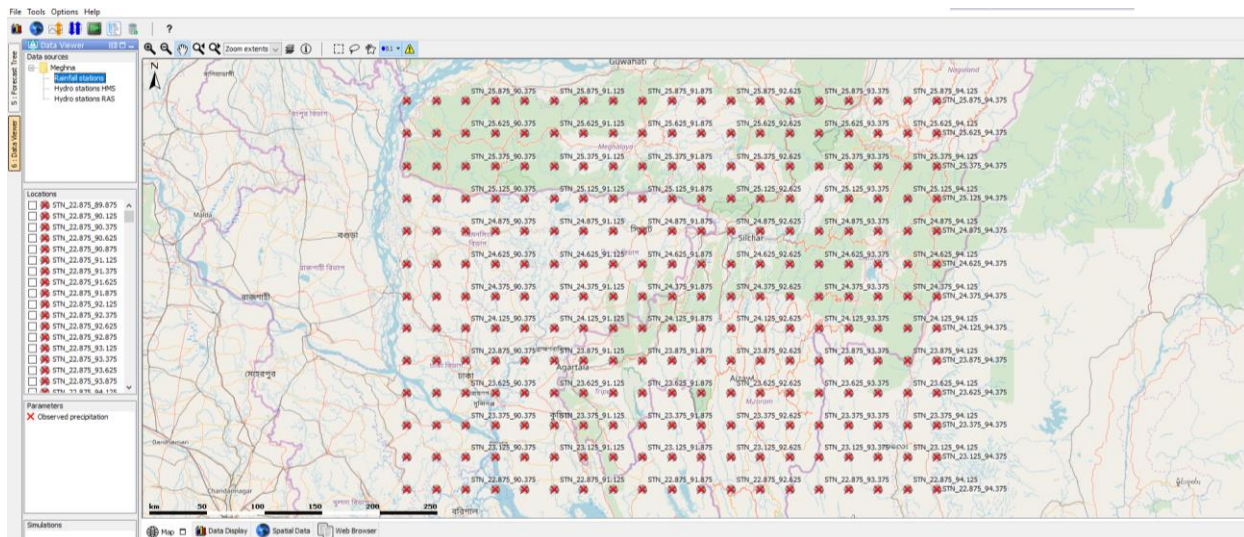 File Tools Options Help
?
Data Viewer
Zoom extents
61
5 : Forecast Tree
6 : Data Viewer
Data sources
Meghna
Rainfall stations
Hydro stations HMS
Hydro stations RAS
Locations
STN_22.875_89.875
STN_22.875_90.125
STN_22.875_90.375
STN_22.875_90.625
STN_22.875_90.875
STN_22.875_91.125
STN_22.875_91.375
STN_22.875_91.625
STN_22.875_91.875
STN_22.875_92.125
STN_22.875_92.375
STN_22.875_92.625
STN_22.875_92.875
STN_22.875_93.125
STN_22.875_93.375
STN_22.875_93.625
STN_22.875_93.875
STN_22.875_94.125
Parameters
Observed precipitation
Simulations
N
Guwahati
Nagaland
STN_25.875_90.375 STN_25.875_91.125 STN_25.875_91.875 STN_25.875_92.625 STN_25.875_93.375 STN_25.875_94.125
STN_25.875_94.375
STN_25.625_90.375 STN_25.625_91.125 STN_25.625_91.875 STN_25.625_92.625 STN_25.625_93.375 STN_25.625_94.125
STN_25.625_94.375
Meghalaya
STN_25.375_90.375 STN_25.375_91.125 STN_25.375_91.875 STN_25.375_92.625 STN_25.375_93.375 STN_25.375_94.125
STN_25.375_94.375
STN_25.125_90.375 STN_25.125_91.125 STN_25.125_91.875 STN_25.125_92.625 STN_25.125_93.375 STN_25.125_94.125
STN_25.125_94.375
Malda
STN_24.875_90.375 STN_24.875_91.125 STN_24.875_91.875 STN_24.875_92.625 STN_24.875_93.375 STN_24.875_94.125
STN_24.875_94.375
Silchar
STN_24.625_90.375 STN_24.625_91.125 STN_24.625_91.875 STN_24.625_92.625 STN_24.625_93.375 STN_24.625_94.125
STN_24.625_94.375
রাজশাহী বিভাগ
রাজশাহী
STN_24.375_90.375 STN_24.375_91.125 STN_24.375_91.875 STN_24.375_92.625 STN_24.375_93.375 STN_24.375_94.125
STN_24.375_94.375
STN_24.125_90.375 STN_24.125_91.125 STN_24.125_91.875 STN_24.125_92.625 STN_24.125_93.375 STN_24.125_94.125
STN_24.125_94.375
STN_23.875_90.375 STN_23.875_91.125 STN_23.875_91.875 STN_23.875_92.625 STN_23.875_93.375 STN_23.875_94.125
STN_23.875_94.375
Agartala
মেহেরপুর
ঢাকা
Aizawl
STN_23.625_90.375 STN_23.625_91.125 STN_23.625_91.875 STN_23.625_92.625 STN_23.625_93.375 STN_23.625_94.125
STN_23.625_94.375
Mizoram
STN_23.375_90.375 STN_23.375_91.125 STN_23.375_91.875 STN_23.375_92.625 STN_23.375_93.375 STN_23.375_94.125
STN_23.375_94.375
STN_23.125_90.375 STN_23.125_91.125 STN_23.125_91.875 STN_23.125_92.625 STN_23.125_93.375 STN_23.125_94.125
STN_23.125_94.375
STN_22.875_90.375 STN_22.875_91.125 STN_22.875_91.875 STN_22.875_92.625 STN_22.875_93.375 STN_22.875_94.125
STN_22.875_94.375
Chandannagar
বরিশাল
km 50 100 150 200 250
Map Data Display Spatial Data Web Browser